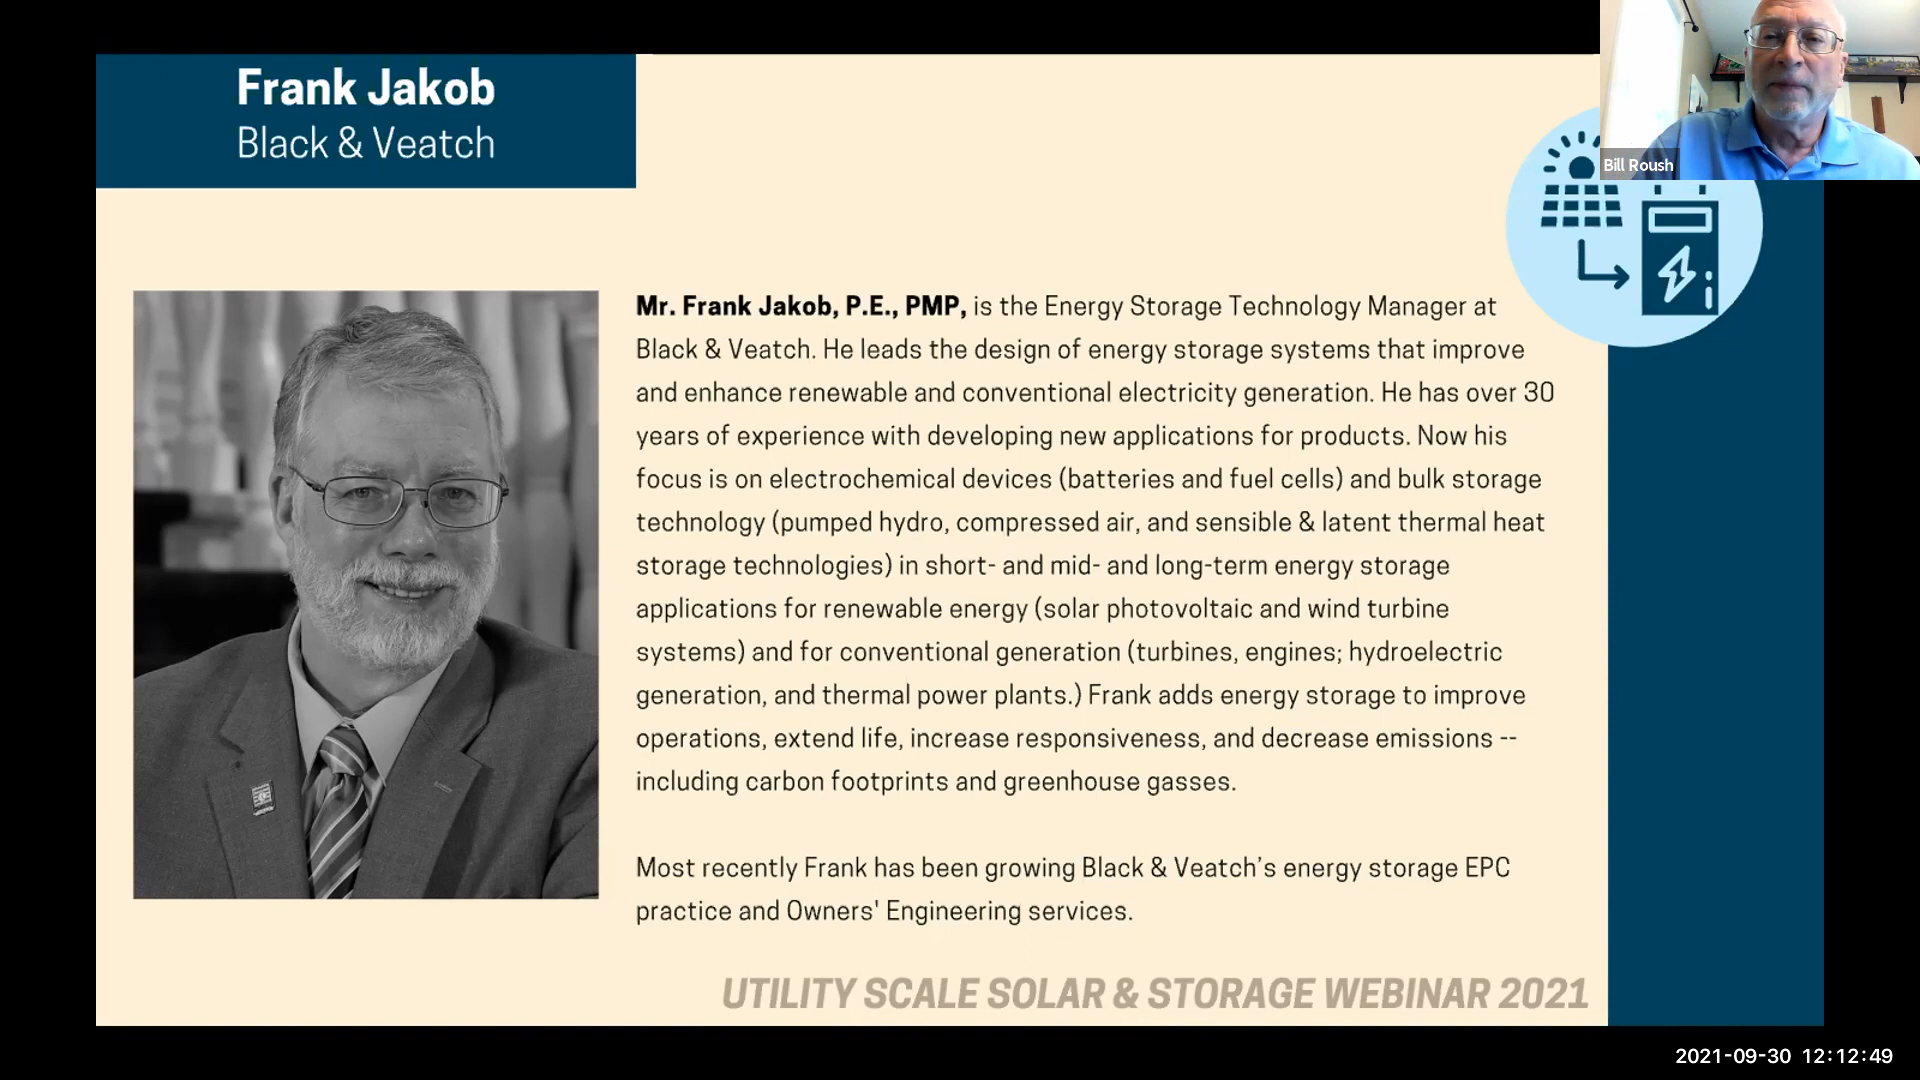 Frank Jakob
Black & Veatch
Bill Roush
Mr. Frank Jakob, P.E., PMP, is the Energy Storage Technology Manager at
Black & Veatch. He leads the design of energy storage systems that improve
and enhance renewable and conventional electricity generation. He has over 30
years of experience with developing new applications for products. Now his
focus is on electrochemical devices (batteries and fuel cells) and bulk storage
technology (pumped hydro, compressed air, and sensible & latent thermal heat
storage technologies) in short- and mid- and long-term energy storage
applications for renewable energy (solar photovoltaic and wind turbine
systems) and for conventional generation (turbines, engines; hydroelectric
generation, and thermal power plants.) Frank adds energy storage to improve
operations, extend life, increase responsiveness, and decrease emissions --
including carbon footprints and greenhouse gasses.
Most recently Frank has been growing Black & Veatch’s energy storage EPC
practice and Owners' Engineering services.
UTILITY SCALE SOLAR & STORAGE WEBINAR 2021
2021-09-30 12:12:49